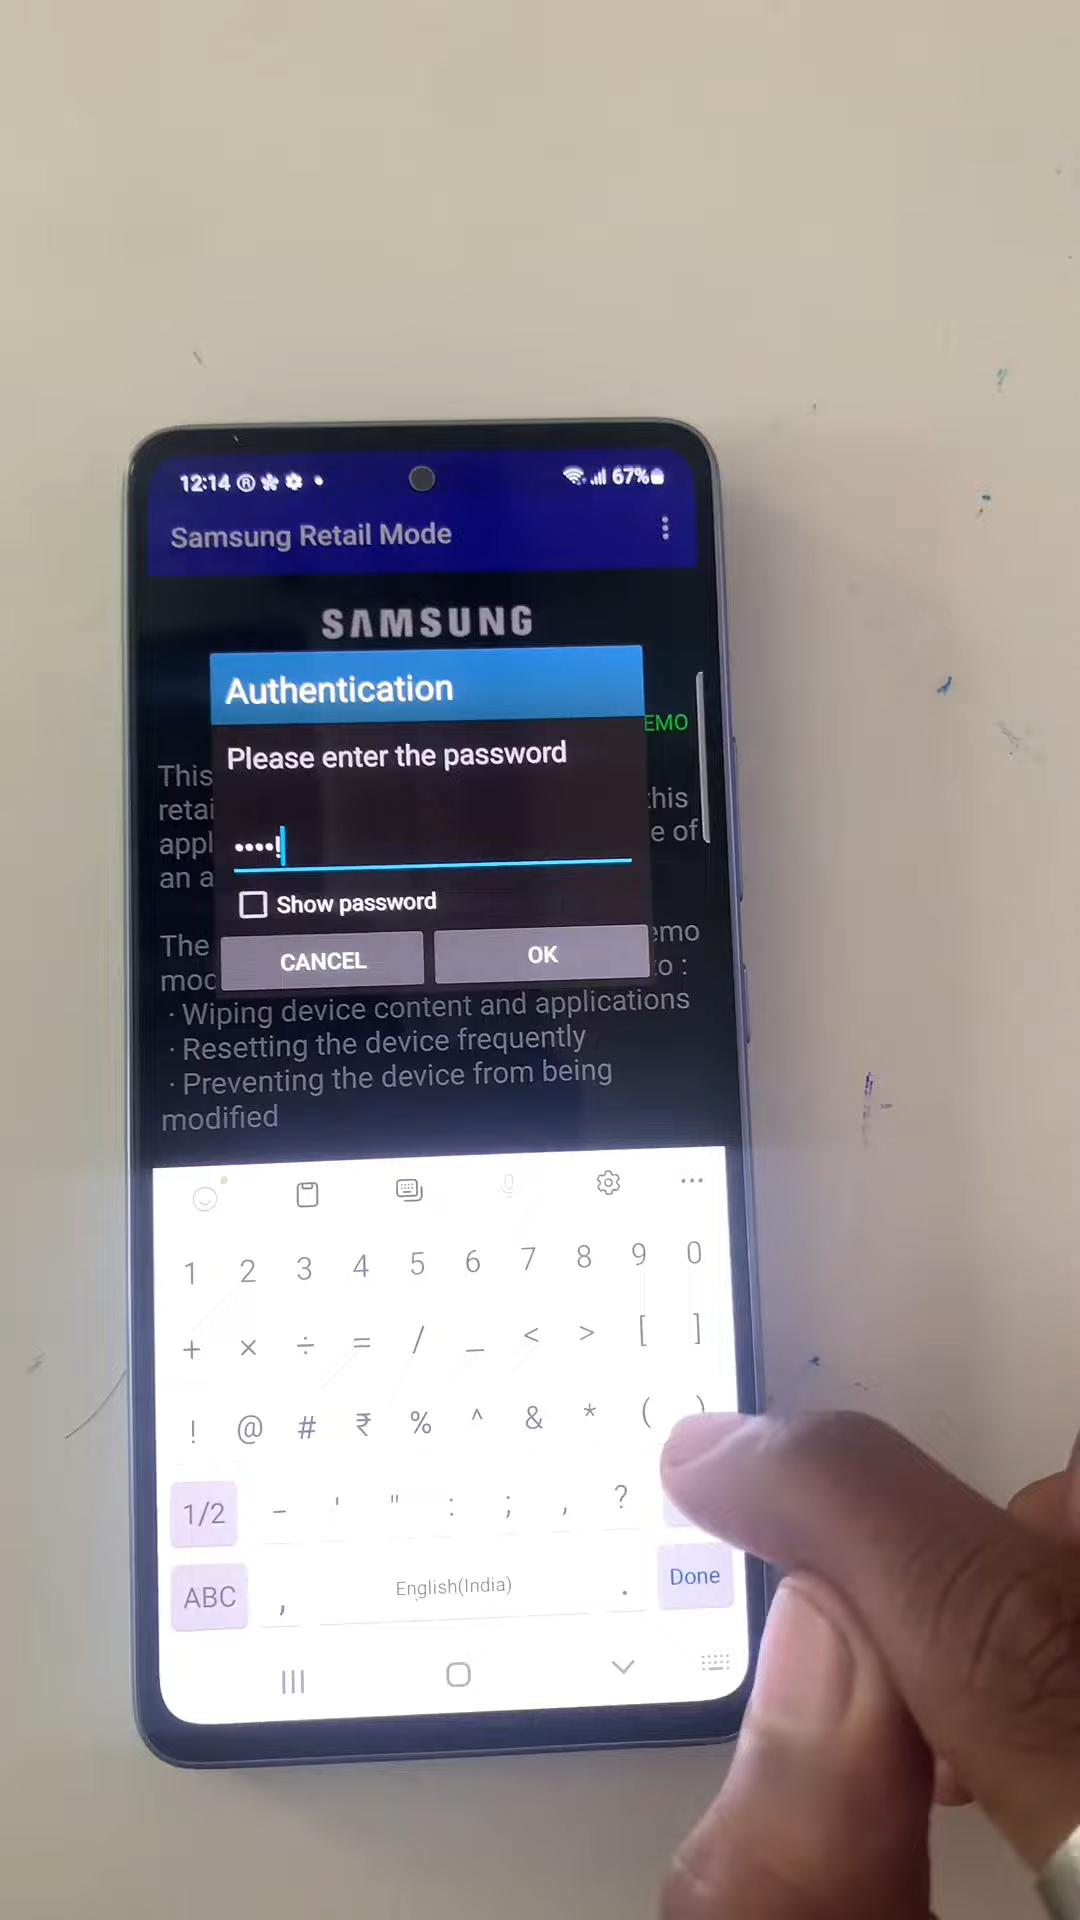 12:14 ® 67%
Samsung Retail Mode
SAMSUNG
Authentication
EMO
Please enter the password
This
retai this
appl e of
an a
••••!
Show password
The emo
moc to :
CANCEL OK
· Wiping device content and applications
· Resetting the device frequently
· Preventing the device from being
modified
1 2 3 4 5 6 7 8 9 0
+ × ÷ = / _ < > [ ]
! @ # ₹ % ^ & * ( )
1/2 - ' " : ; , ?
ABC , English(India) . Done